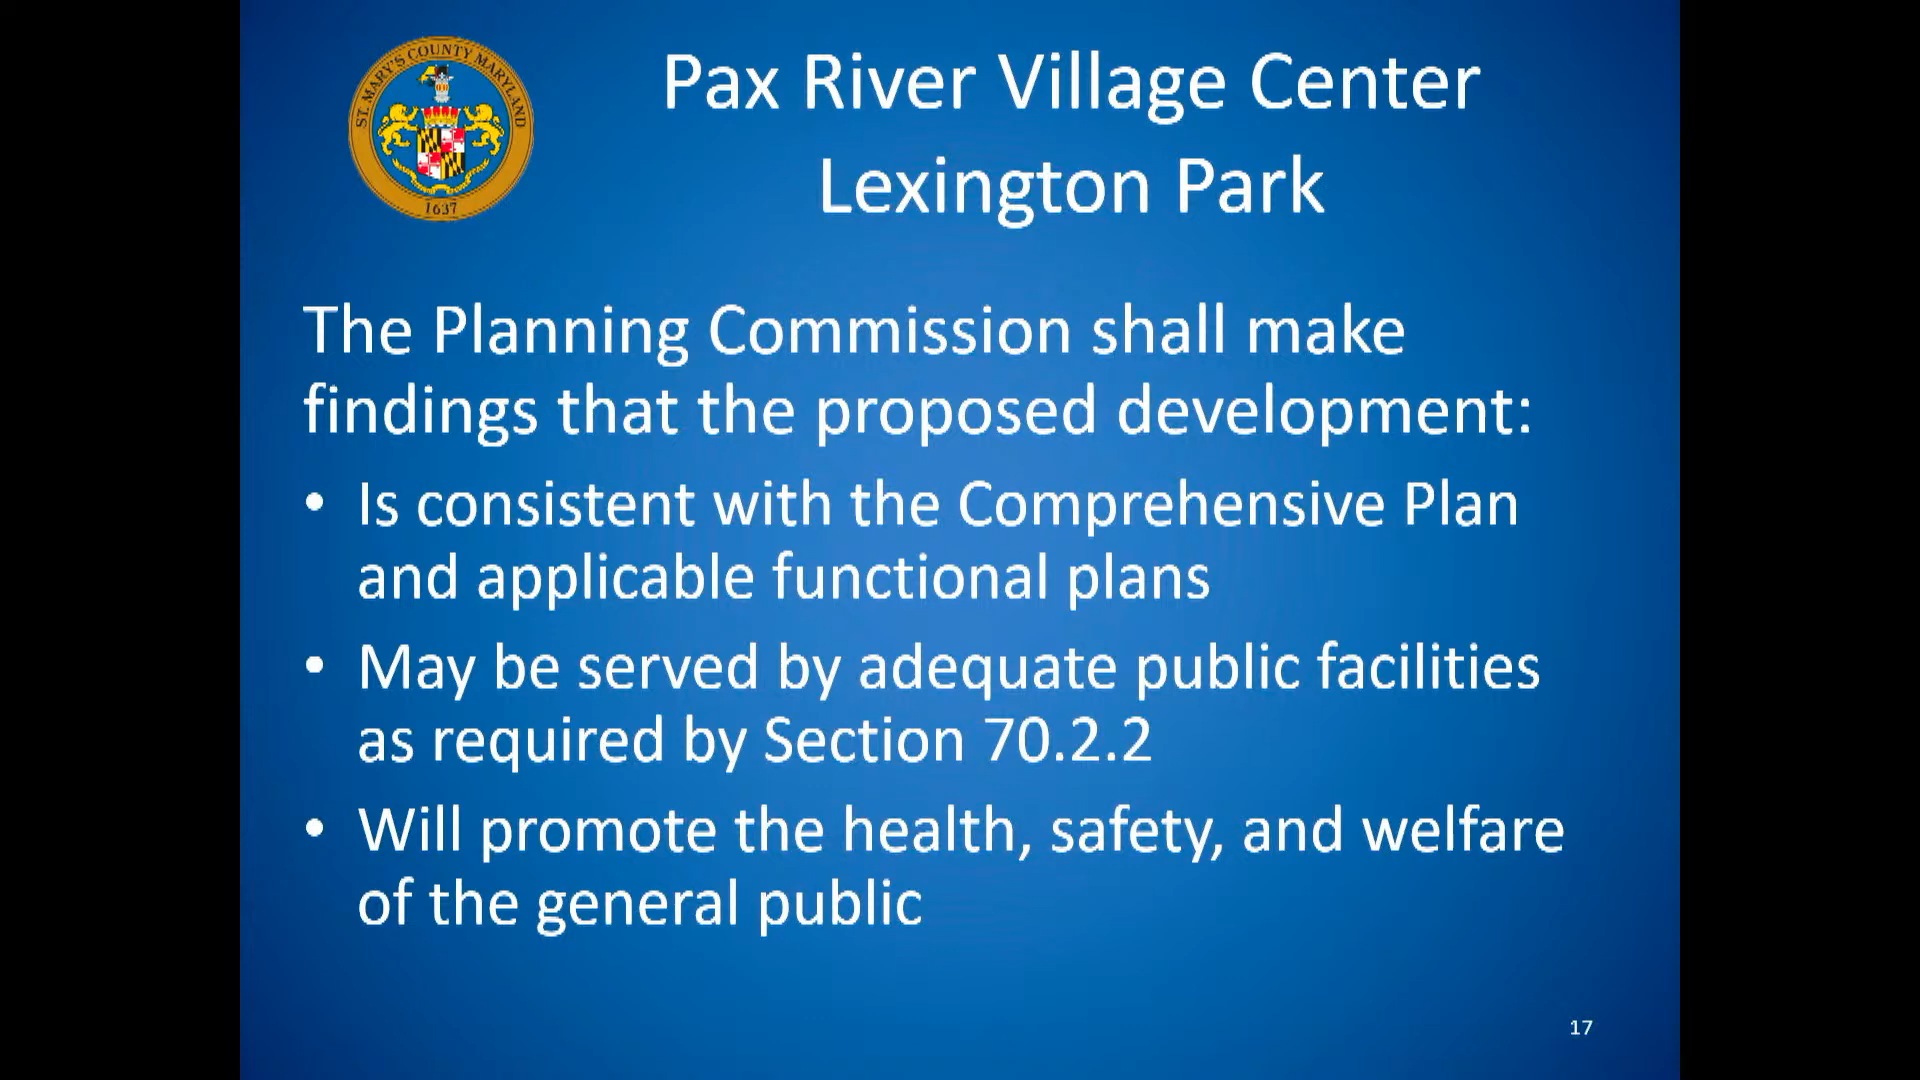 ST. MARY'S COUNTY MARYLAND
1637
Pax River Village Center
Lexington Park
The Planning Commission shall make
findings that the proposed development:
• Is consistent with the Comprehensive Plan
and applicable functional plans
• May be served by adequate public facilities
as required by Section 70.2.2
• Will promote the health, safety, and welfare
of the general public
17